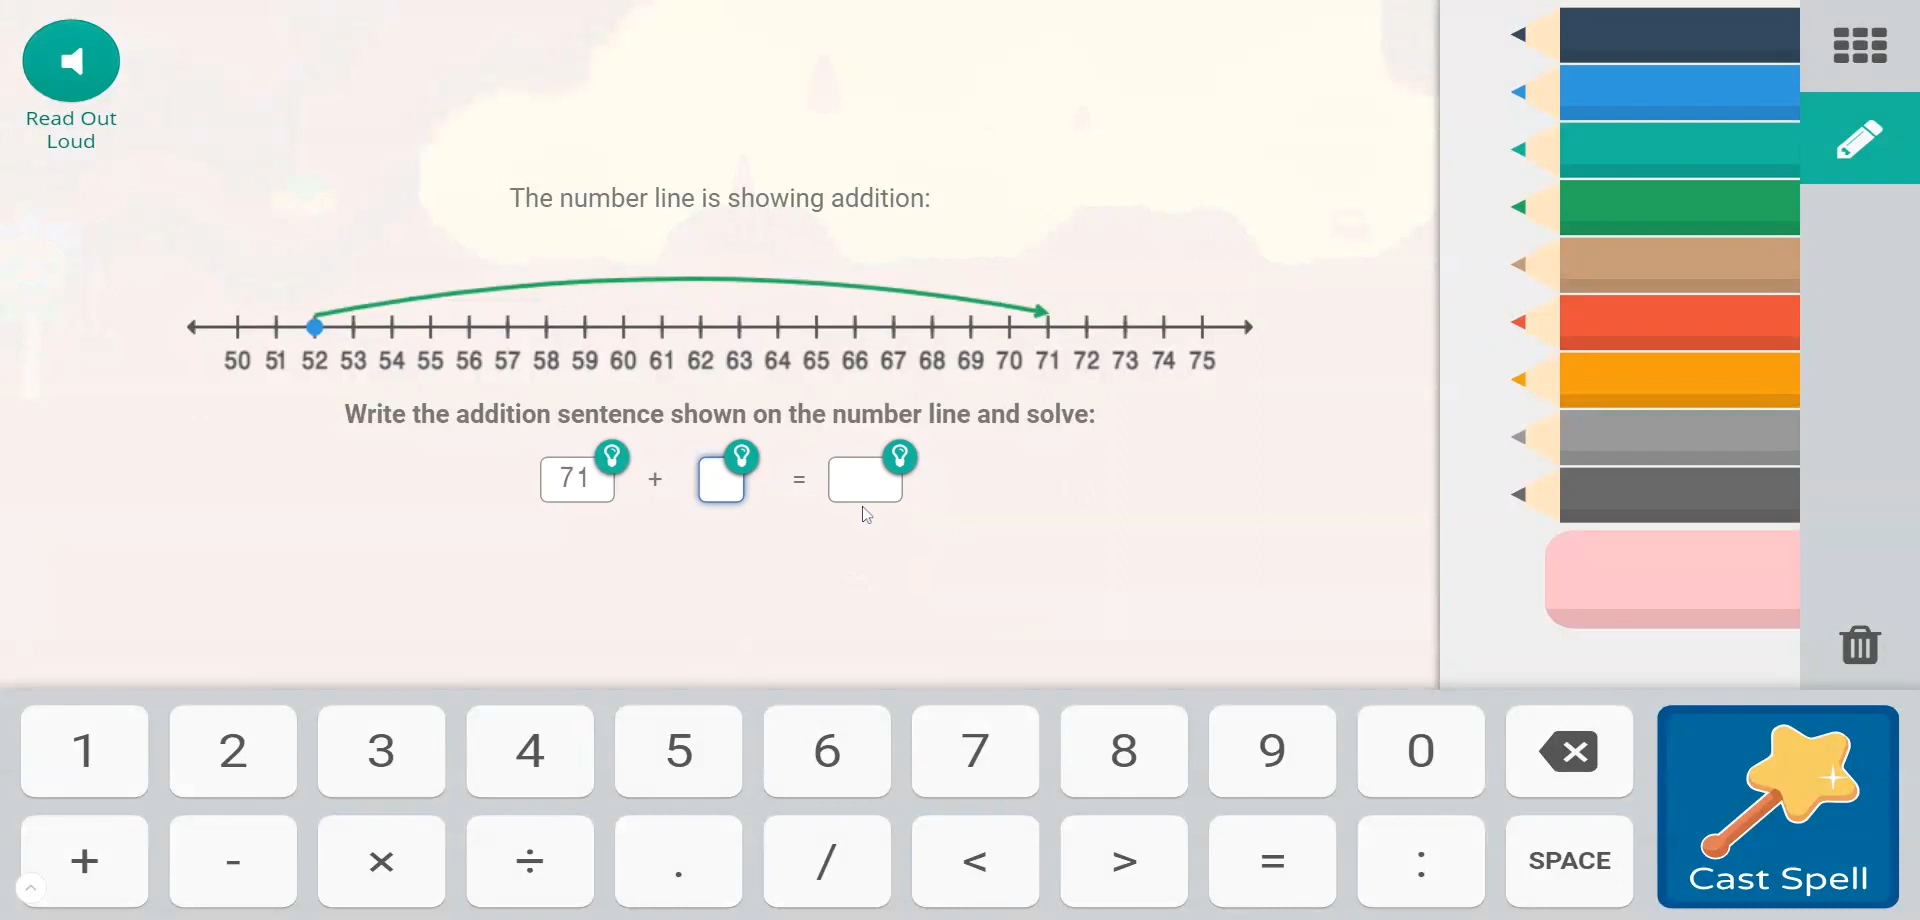 Read Out
Loud
The number line is showing addition:
50 51 52 53 54 55 56 57 58 59 60 61 62 63 64 65 66 67 68 69 70 71 72 73 74 75
Write the addition sentence shown on the number line and solve:
71 + =
1 2 3 4 5 6 7 8 9 0
+ - × ÷ . / < > = : SPACE
Cast Spell